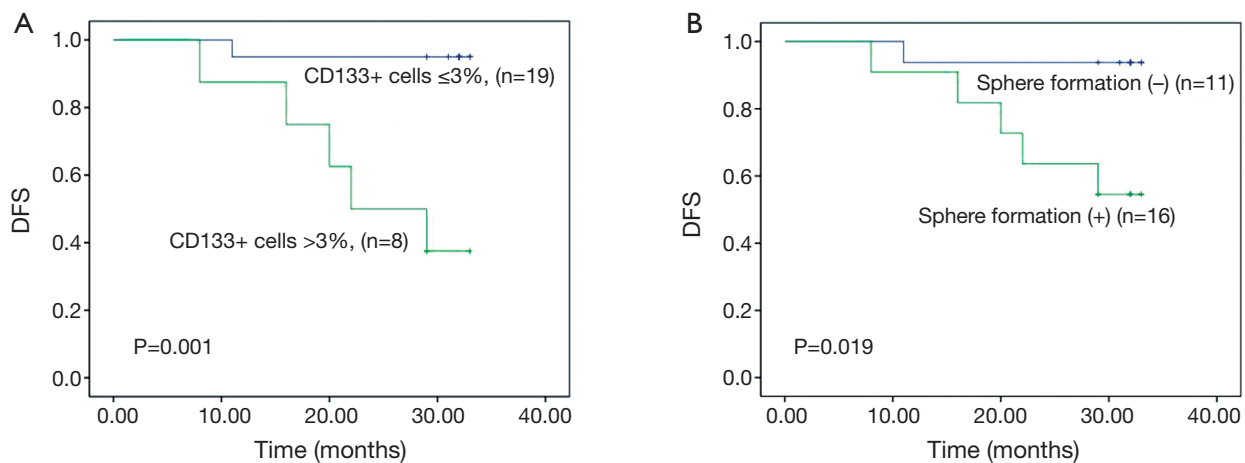 A
1.0
0.8
0.6
0.4
0.2
0.0
DFS
CD133+ cells ≤3%, (n=19)
CD133+ cells >3%, (n=8)
P=0.001
0.00 10.00 20.00 30.00 40.00
Time (months)
B
1.0
0.8
0.6
0.4
0.2
0.0
DFS
Sphere formation (–) (n=11)
Sphere formation (+) (n=16)
P=0.019
0.00 10.00 20.00 30.00 40.00
Time (months)